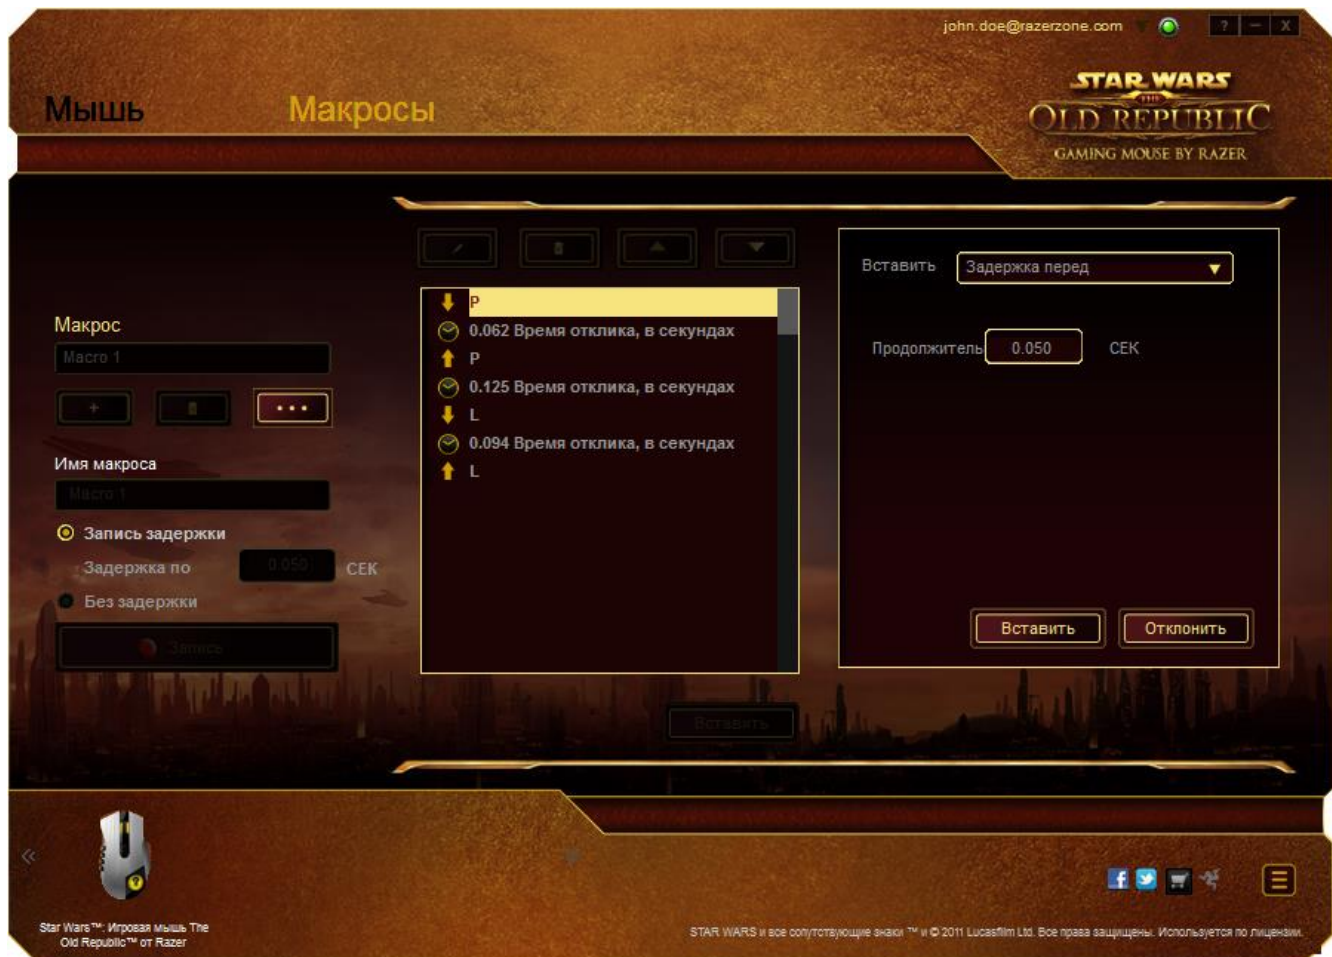 john.doe@razerzone.com
? — X
STAR WARS
THE
OLD REPUBLIC
GAMING MOUSE BY RAZER
Мышь Макросы
Вставить Задержка перед
Продолжитель 0.050 СЕК
Вставить Отклонить
Макрос
Macro 1
+ •••
Имя макроса
Macro 1
Запись задержки
Задержка по 0.050 СЕК
Без задержки
Запись
P
0.062 Время отклика, в секундах
P
0.125 Время отклика, в секундах
L
0.094 Время отклика, в секундах
L
Вставить
Star Wars™: Игровая мышь The
Old Republic™ от Razer
STAR WARS и все сопутствующие знаки ™ и © 2011 Lucasfilm Ltd. Все права защищены. Используется по лицензии.